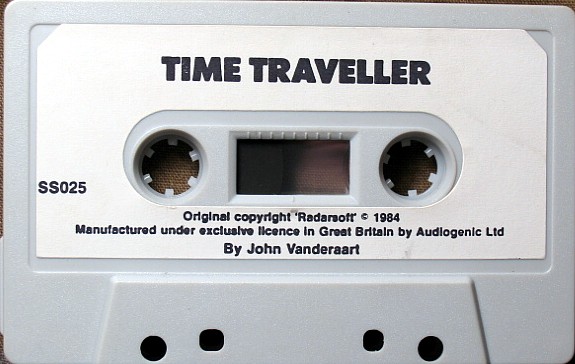 TIME TRAVELLER
SS025
Original copyright 'Radarsoft' © 1984
Manufactured under exclusive licence in Great Britain by Audiogenic Ltd
By John Vanderaart